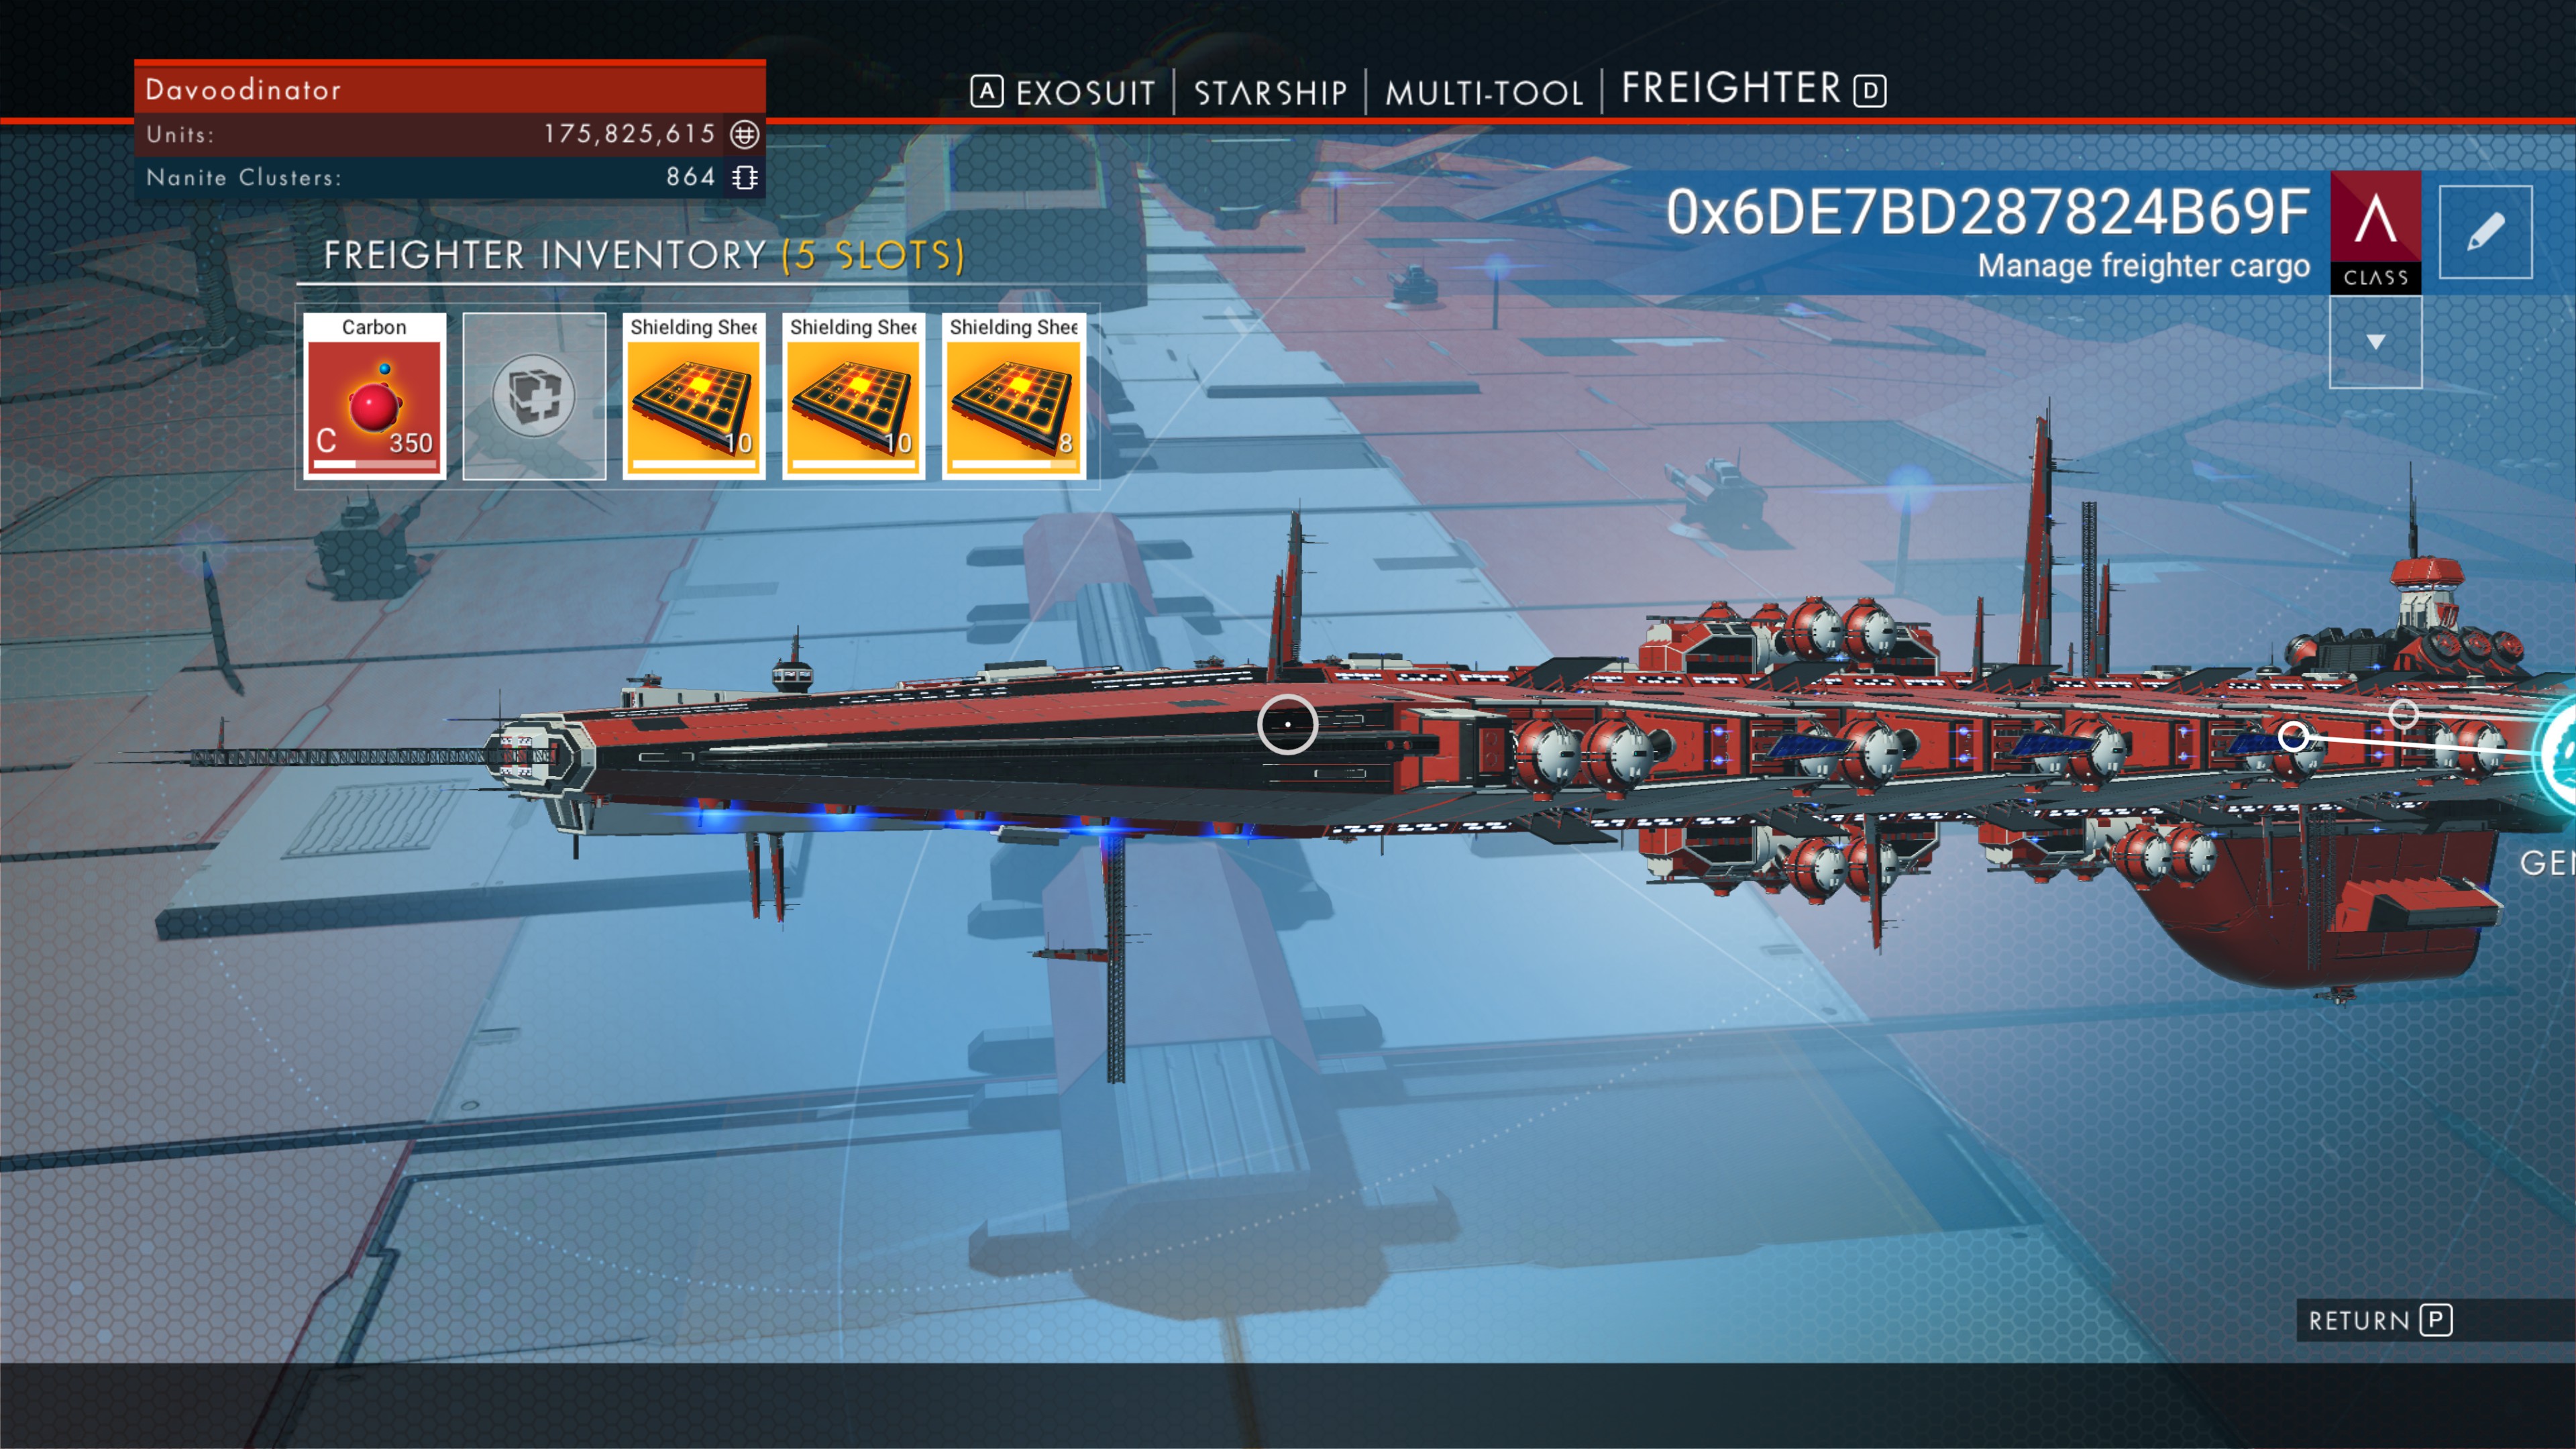 Davoodinator
Units: 175,825,615
Nanite Clusters: 864
A EXOSUIT STARSHIP MULTI-TOOL FREIGHTER D
0x6DE7BD287824B69F
Manage freighter cargo
CLASS
FREIGHTER INVENTORY (5 SLOTS)
Carbon
C 350
Shielding Shee
10
Shielding Shee
10
Shielding Shee
8
GEN
RETURN P